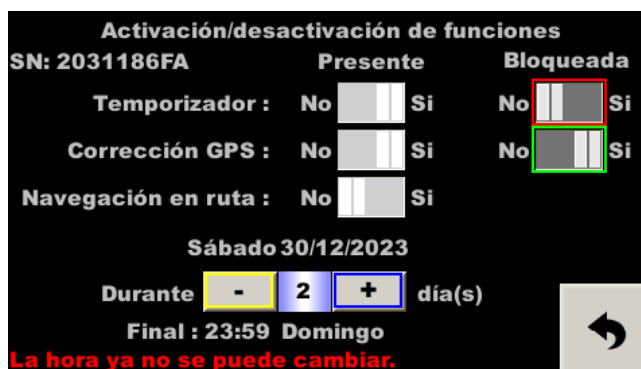 Activación/desactivación de funciones
SN: 2031186FA Presente Bloqueada
Temporizador : No Si No Si
Corrección GPS : No Si No Si
Navegación en ruta : No Si
Sábado 30/12/2023
Durante - 2 + día(s)
Final : 23:59 Domingo
La hora ya no se puede cambiar.